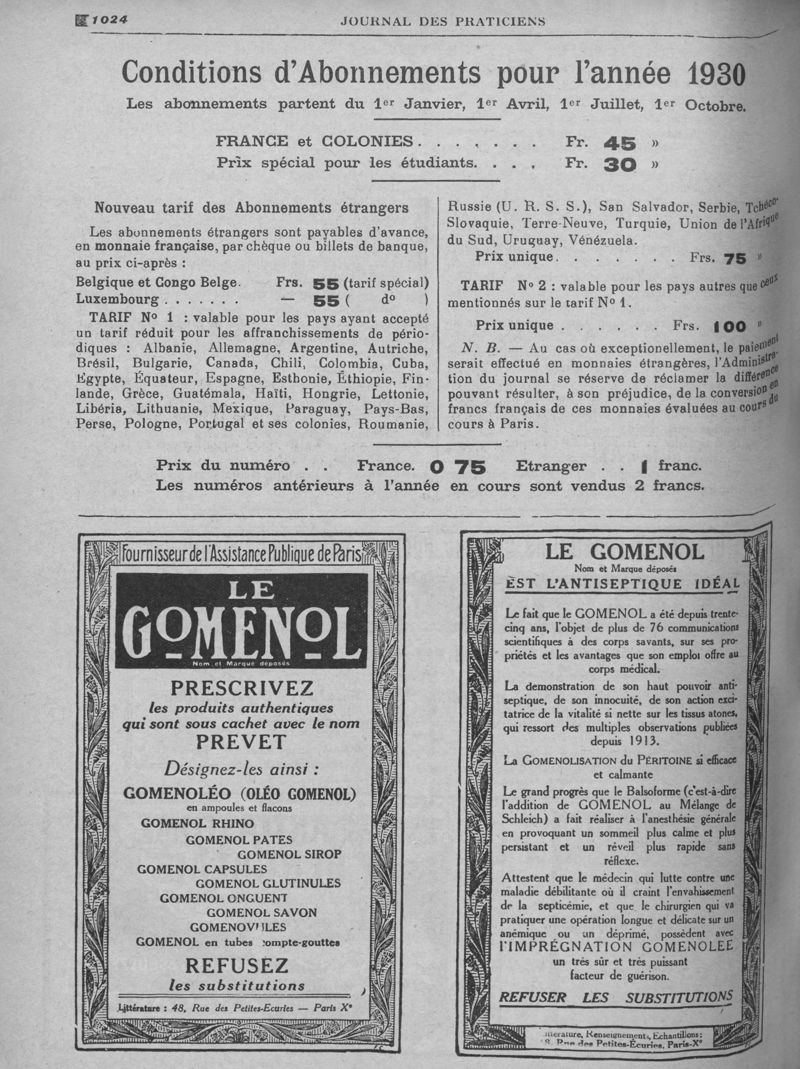 1024
JOURNAL DES PRATICIENS
Conditions d'Abonnements pour l'année 1930
Les abonnements partent du 1er Janvier, 1er Avril, 1er Juillet, 1er Octobre.
FRANCE et COLONIES . . . . . . . Fr. 45 »
Prix spécial pour les étudiants. . . . Fr. 30 »
Nouveau tarif des Abonnements étrangers
Les abonnements étrangers sont payables d'avance,
en monnaie française, par chèque ou billets de banque,
au prix ci-après :
Belgique et Congo Belge. Frs. 55 (tarif spécial)
Luxembourg . . . . . . . — 55 ( do )
TARIF No 1 : valable pour les pays ayant accepté
un tarif réduit pour les affranchissements de pério-
diques : Albanie, Allemagne, Argentine, Autriche,
Brésil, Bulgarie, Canada, Chili, Colombia, Cuba,
Egypte, Équateur, Espagne, Esthonie, Éthiopie, Fin-
lande, Grèce, Guatémala, Haïti, Hongrie, Lettonie,
Libéria, Lithuanie, Mexique, Paraguay, Pays-Bas,
Perse, Pologne, Portugal et ses colonies, Roumanie,
Russie (U. R. S. S.), San Salvador, Serbie, Tchéco-
Slovaquie, Terre-Neuve, Turquie, Union de l'Afrique
du Sud, Uruguay, Vénézuela.
Prix unique. . . . . . . . Frs. 75 »
TARIF No 2 : valable pour les pays autres que ceux
mentionnés sur le tarif No 1.
Prix unique . . . . . . Frs. 100 »
N. B. — Au cas où exceptionellement, le paiement
serait effectué en monnaies étrangères, l'Administra-
tion du journal se réserve de réclamer la différence
pouvant résulter, à son préjudice, de la conversion en
francs français de ces monnaies évaluées au cours du
cours à Paris.
Prix du numéro . . France. 0 75 Etranger . . 1 franc.
Les numéros antérieurs à l'année en cours sont vendus 2 francs.
Fournisseur de l'Assistance Publique de Paris
LE
GOMENOL
Nom et Marque déposés
PRESCRIVEZ
les produits authentiques
qui sont sous cachet avec le nom
PREVET
Désignez-les ainsi :
GOMENOLÉO (OLÉO GOMENOL)
en ampoules et flacons
GOMENOL RHINO
GOMENOL PATES
GOMENOL SIROP
GOMENOL CAPSULES
GOMENOL GLUTINULES
GOMENOL ONGUENT
GOMENOL SAVON
GOMENOVULES
GOMENOL en tubes compte-gouttes
REFUSEZ
les substitutions
Littérature : 48, Rue des Petites-Ecuries — Paris Xe
LE GOMENOL
Nom et Marque déposés
EST L'ANTISEPTIQUE IDÉAL
Le fait que le GOMENOL a été depuis trente-
cinq ans, l'objet de plus de 76 communications
scientifiques à des corps savants, sur ses pro-
priétés et les avantages que son emploi offre au
corps médical.
La demonstration de son haut pouvoir anti-
septique, de son innocuité, de son action exci-
tatrice de la vitalité si nette sur les tissus atones,
qui ressort des multiples observations publiées
depuis 1913.
La GOMENOLISATION du PÉRITOINE si efficace
et calmante
Le grand progrès que le Balsoforme (c'est-à-dire
l'addition de GOMENOL au Mélange de
Schleich) a fait réaliser à l'anesthésie générale
en provoquant un sommeil plus calme et plus
persistant et un réveil plus rapide sans
réflexe.
Attestent que le médecin qui lutte contre une
maladie débilitante où il craint l'envahissement
de la septicémie, et que le chirurgien qui va
pratiquer une opération longue et délicate sur un
anémique ou un déprimé, possèdent avec
l'IMPRÉGNATION GOMENOLEE
un très sûr et très puissant
facteur de guérison.
REFUSER LES SUBSTITUTIONS
Littérature, Renseignements, Echantillons :
48, Rue des Petites-Écuries, Paris-Xe